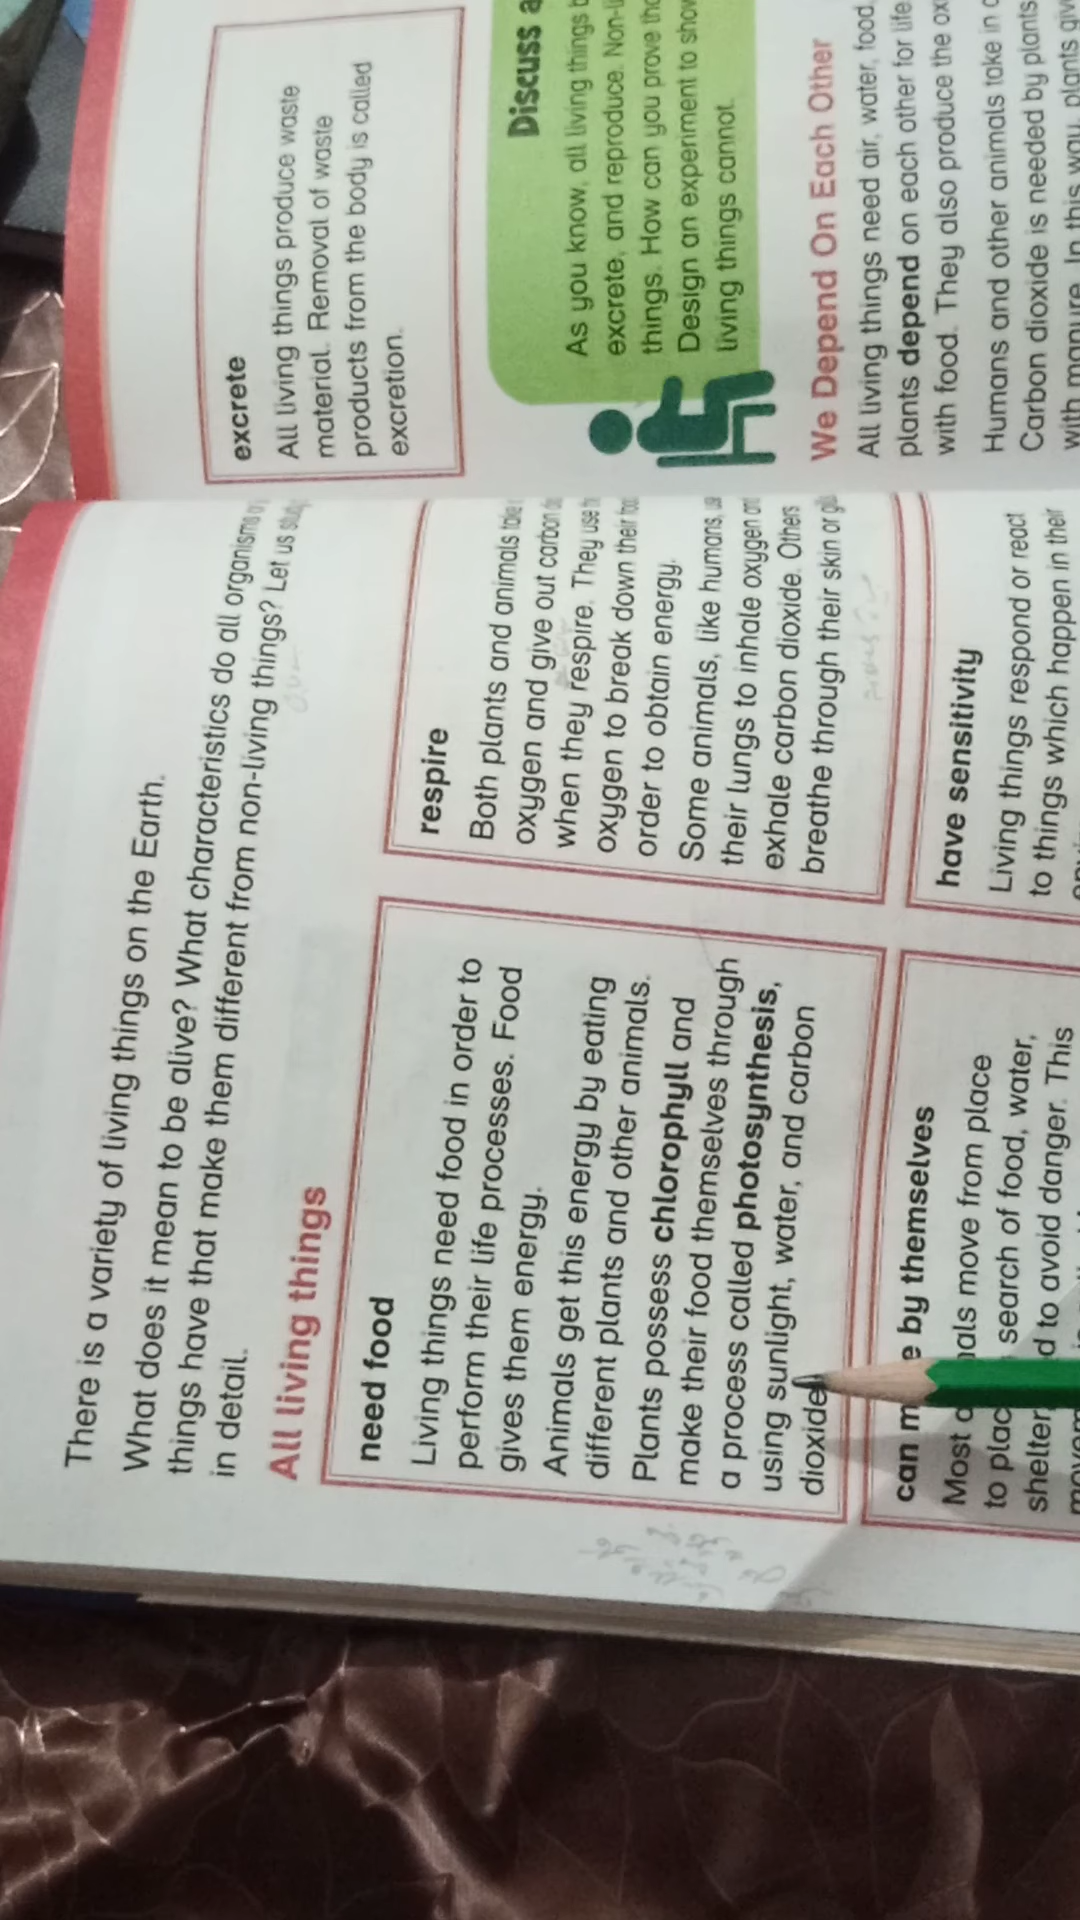 There is a variety of living things on the Earth.
What does it mean to be alive? What characteristics do all organisms
things have that make them different from non-living things? Let us study
in detail.
All living things
need food
Living things need food in order to
perform their life processes. Food
gives them energy.
Animals get this energy by eating
different plants and other animals.
Plants possess chlorophyll and
make their food themselves through
a process called photosynthesis,
using sunlight, water, and carbon
dioxide
respire
Both plants and animals take
oxygen and give out carbon
when they respire. They use
oxygen to break down their
order to obtain energy.
Some animals, like humans,
their lungs to inhale oxygen
exhale carbon dioxide. Others
breathe through their skin or
can by themselves
Most move from place
to search of food, water,
shelter to avoid danger. This
have sensitivity
Living things respond or react
to things which happen in their
excrete
All living things produce waste
material. Removal of waste
products from the body is called
excretion.
Discuss
As you know, all living things
excrete, and reproduce.
things. How can you prove
Design an experiment to
living things cannot.
We Depend On Each Other
All living things need air, water, food,
plants depend on each other for life.
with food. They also produce the
Humans and other animals take in
Carbon dioxide is needed by plants
with manure. In this way, plants